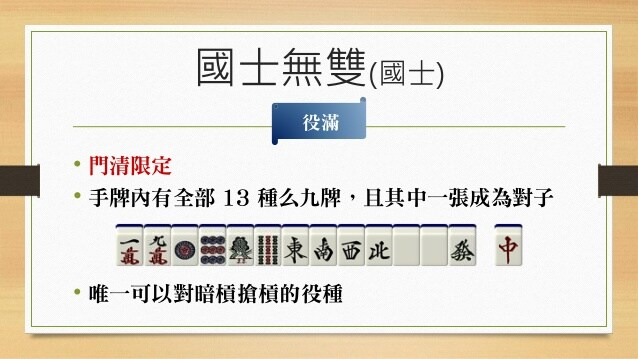 國士無雙(國士)
役滿
• 門清限定
• 手牌內有全部 13 種么九牌，且其中一張成為對子
一萬 九萬 東 南 西 北 發 中
• 唯一可以對暗槓搶槓的役種